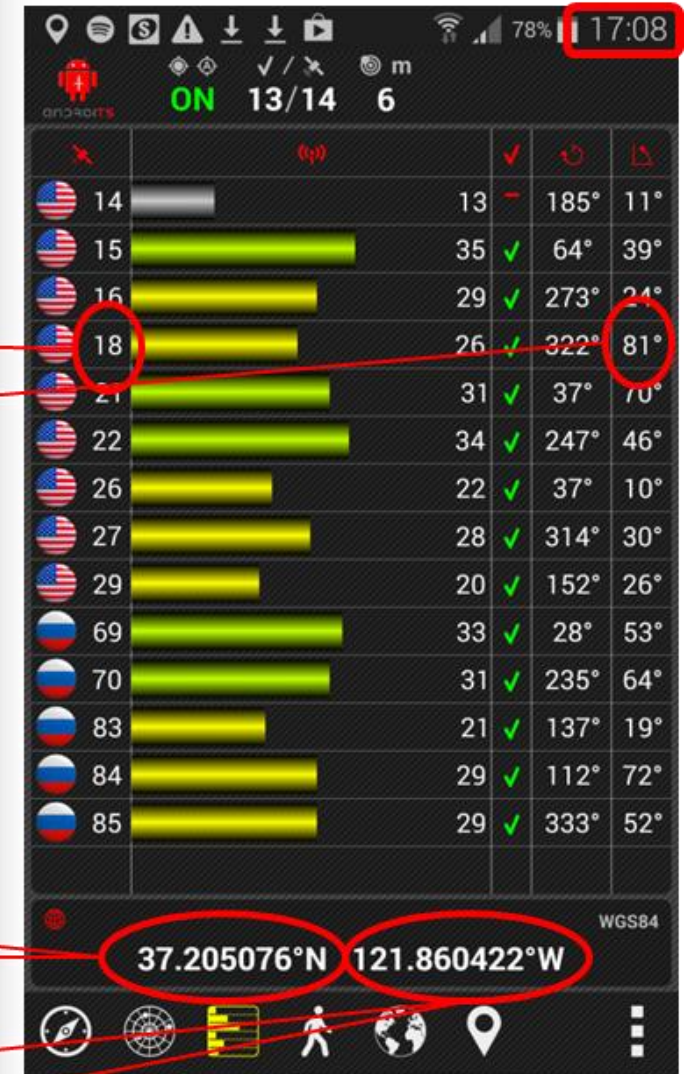 78% 17:08
ANDROITS
ON 13/14 6 m
14 13 - 185° 11°
15 35 ✓ 64° 39°
16 29 ✓ 273° 24°
18 26 ✓ 322° 81°
21 31 ✓ 37° 70°
22 34 ✓ 247° 46°
26 22 ✓ 37° 10°
27 28 ✓ 314° 30°
29 20 ✓ 152° 26°
69 33 ✓ 28° 53°
70 31 ✓ 235° 64°
83 21 ✓ 137° 19°
84 29 ✓ 112° 72°
85 29 ✓ 333° 52°
WGS84
37.205076°N 121.860422°W